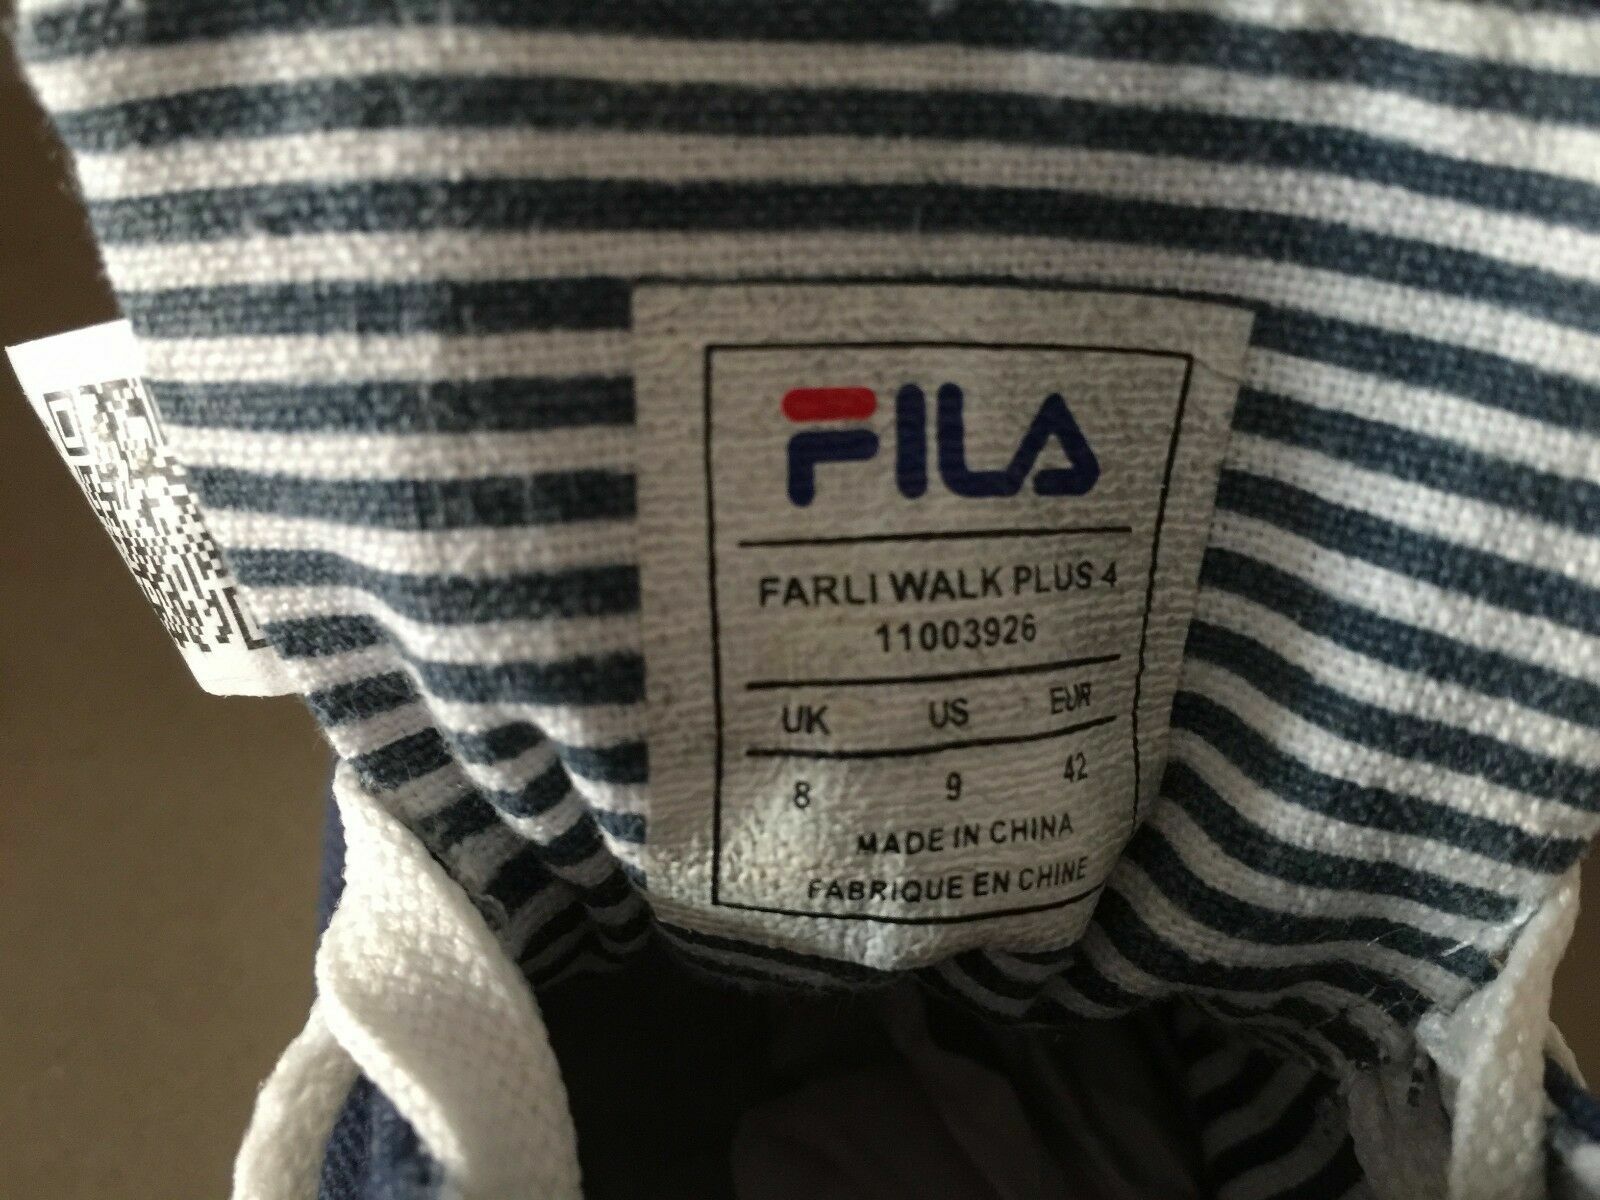 FILA
FARLI WALK PLUS 4
11003926
UK US EUR
8 9 42
MADE IN CHINA
FABRIQUE EN CHINE